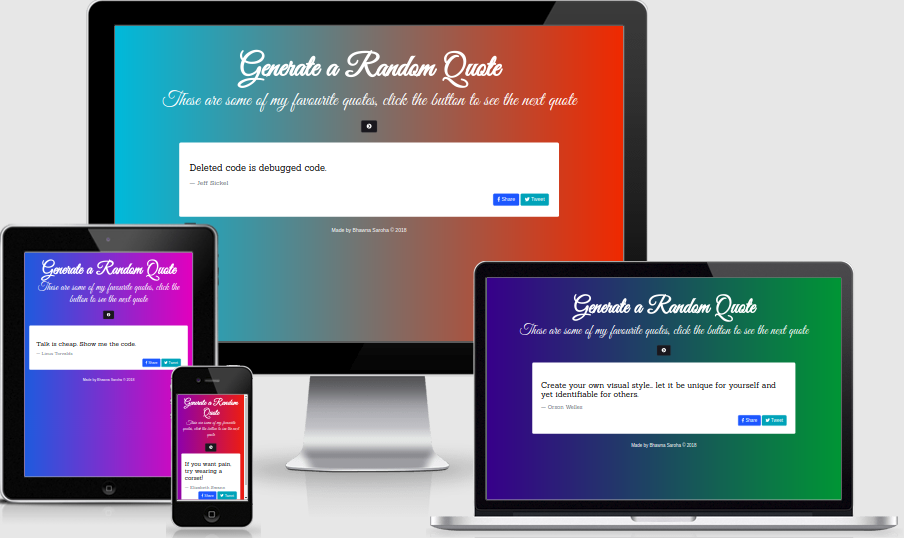 Generate a Random Quote
These are some of my favourite quotes, click the button to see the next quote
Deleted code is debugged code.
— Jeff Sickel
Share Tweet
Made by Bhawna Saroha © 2018
Generate a Random Quote
These are some of my favourite quotes, click the
button to see the next quote
Talk is cheap. Show me the code.
— Linus Torvalds
Share Tweet
Made by Bhawna Saroha © 2018
Generate a Random
Quote
These are some of my favourite
quotes, click the button to see the next
quote
If you want pain,
try wearing a
corset!
Share Tweet
Generate a Random Quote
These are some of my favourite quotes, click the button to see the next quote
Create your own visual style... let it be unique for yourself and
yet identifiable for others.
— Orson Welles
Share Tweet
Made by Bhawna Saroha © 2018